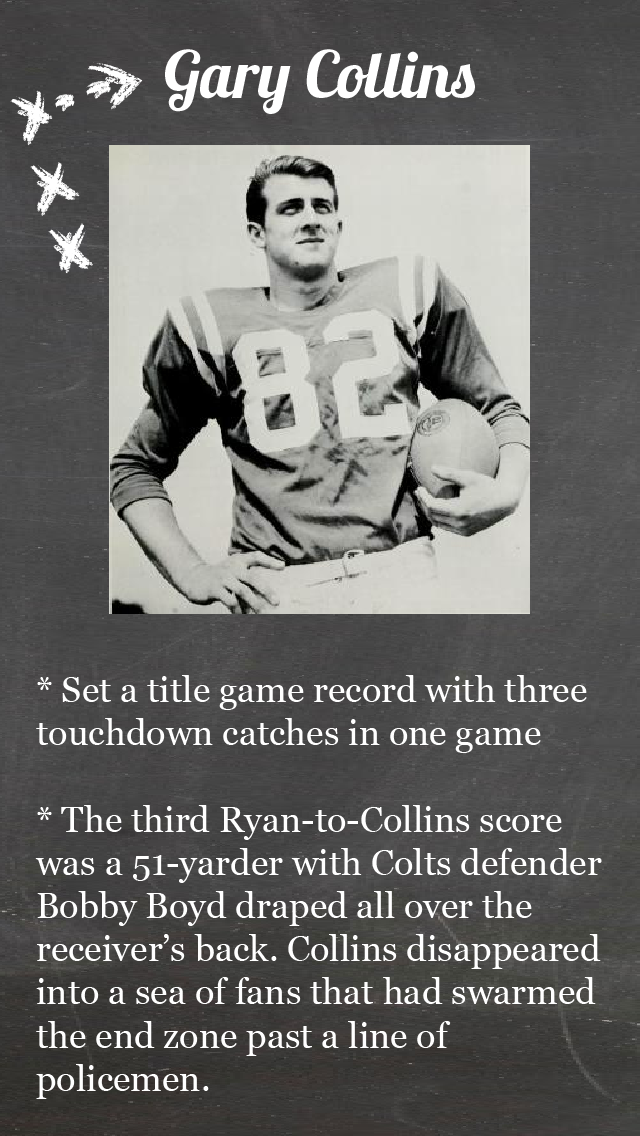 Gary Collins
82
* Set a title game record with three
touchdown catches in one game
* The third Ryan-to-Collins score
was a 51-yarder with Colts defender
Bobby Boyd draped all over the
receiver’s back. Collins disappeared
into a sea of fans that had swarmed
the end zone past a line of
policemen.